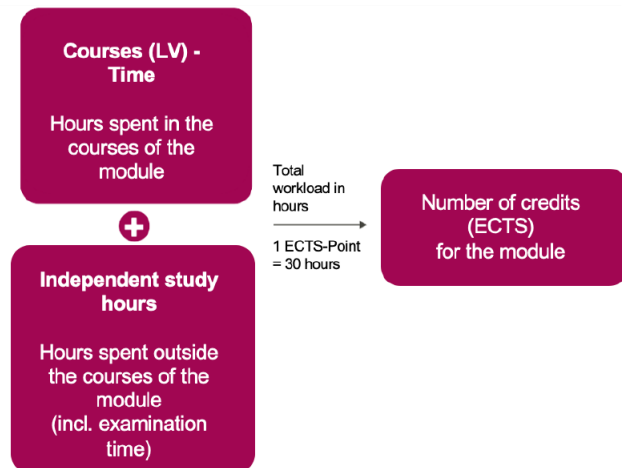 Courses (LV) -
Time
Hours spent in the
courses of the
module
Independent study
hours
Hours spent outside
the courses of the
module
(incl. examination
time)
Total
workload in
hours
1 ECTS-Point
= 30 hours
Number of credits
(ECTS)
for the module